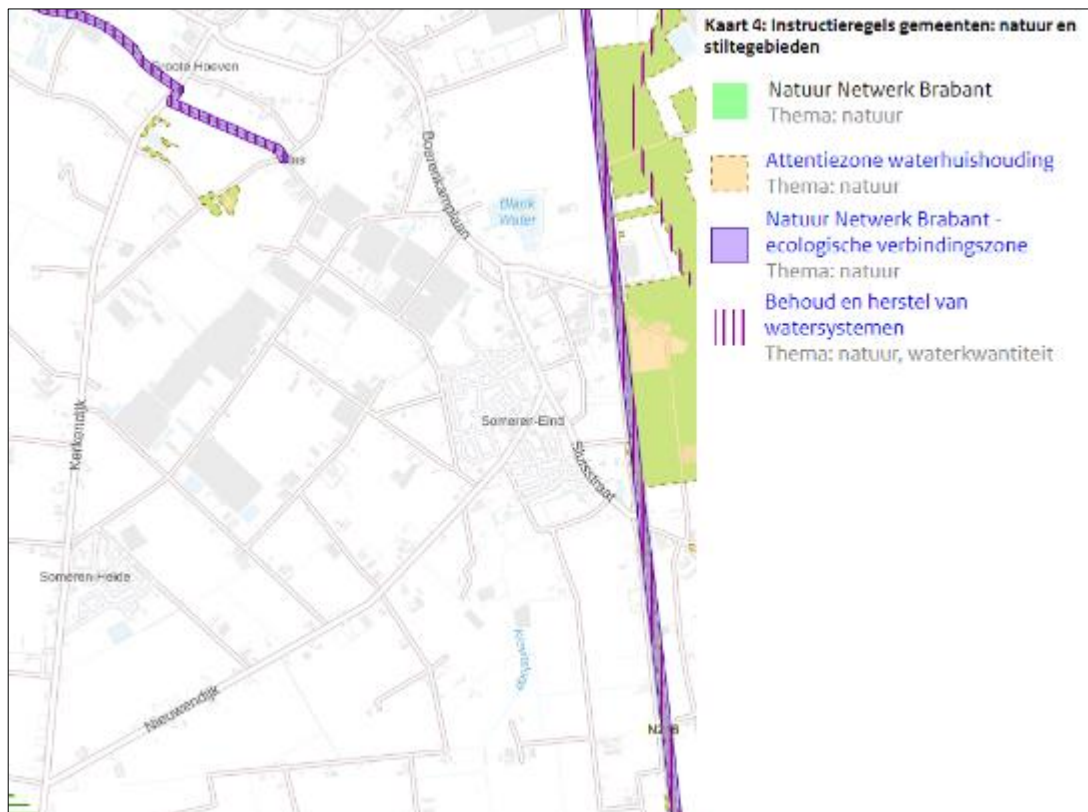 Kaart 4: Instructieregels gemeenten: natuur en
stiltegebieden
Natuur Netwerk Brabant
Thema: natuur
Attentiezone waterhuishouding
Thema: natuur
Natuur Netwerk Brabant -
ecologische verbindingszone
Thema: natuur
Behoud en herstel van
watersystemen
Thema: natuur, waterkwantiteit
Groote Hoeven
Boerenkamplaan
Blank
Water
Kerkendijk
Someren-Eind
Sluisstraat
Someren-Heide
Nieuwendijk